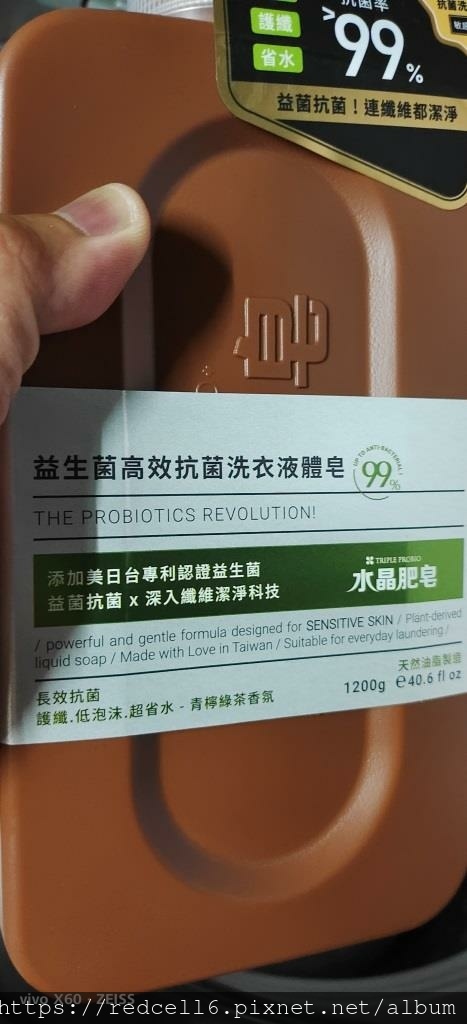 抗菌率
護纖
>99%
省水
益菌抗菌！連纖維都潔淨
益生菌高效抗菌洗衣液體皂
UP TO ANTI-BACTERIAL!
99%
THE PROBIOTICS REVOLUTION!
添加美日台專利認證益生菌
益菌抗菌 x 深入纖維潔淨科技
TRIPLE PROBIO
水晶肥皂
/ powerful and gentle formula designed for SENSITIVE SKIN / Plant-derived
liquid soap / Made with Love in Taiwan / Suitable for everyday laundering /
天然油脂製造
長效抗菌
1200g ℮40.6 fl oz
護纖.低泡沫.超省水 - 青檸綠茶香氛
vivo X60 · ZEISS
https://redcell6.pixnet.net/album